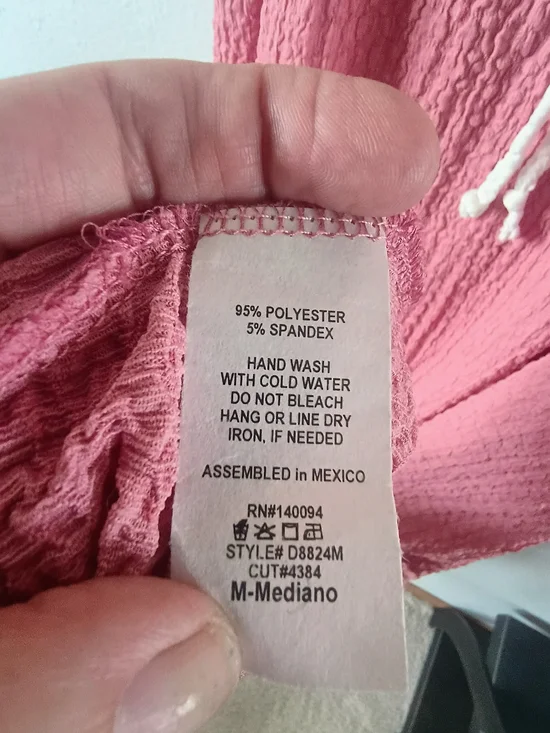 95% POLYESTER
5% SPANDEX
HAND WASH
WITH COLD WATER
DO NOT BLEACH
HANG OR LINE DRY
IRON, IF NEEDED
ASSEMBLED in MEXICO
RN#140094
STYLE# D8824M
CUT#4384
M-Mediano